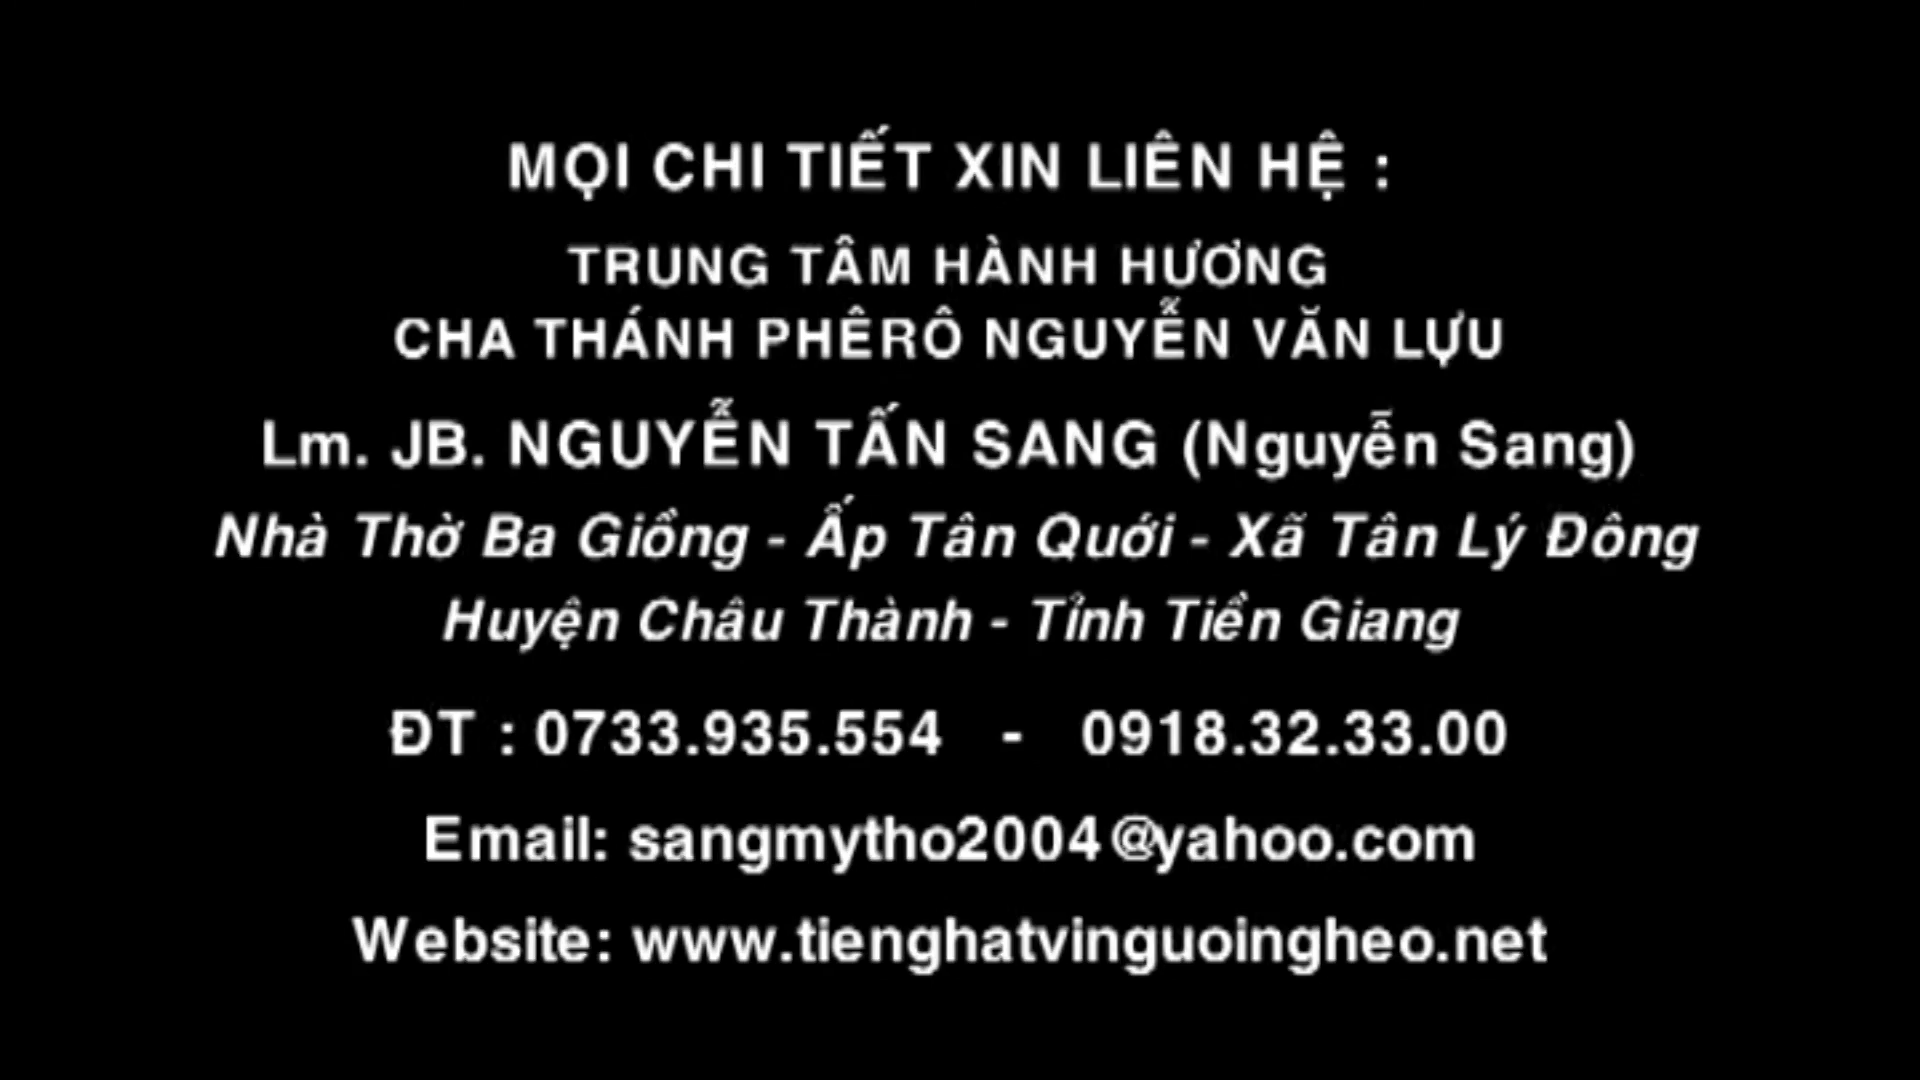 MỌI CHI TIẾT XIN LIÊN HỆ :
TRUNG TÂM HÀNH HƯƠNG
CHA THÁNH PHÊRÔ NGUYỄN VĂN LỰU
Lm. JB. NGUYỄN TẤN SANG (Nguyễn Sang)
Nhà Thờ Ba Giồng - Ấp Tân Quới - Xã Tân Lý Đông
Huyện Châu Thành - Tỉnh Tiền Giang
ĐT : 0733.935.554 - 0918.32.33.00
Email: sangmytho2004@yahoo.com
Website: www.tienghatvinguoingheo.net